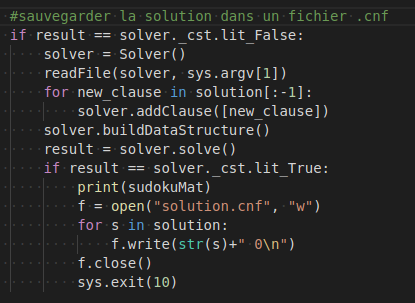 #sauvegarder la solution dans un fichier .cnf
if result == solver._cst.lit_False:
solver = Solver()
readFile(solver, sys.argv[1])
for new_clause in solution[:-1]:
solver.addClause([new_clause])
solver.buildDataStructure()
result = solver.solve()
if result == solver._cst.lit_True:
print(sudokuMat)
f = open("solution.cnf", "w")
for s in solution:
f.write(str(s)+" 0\n")
f.close()
sys.exit(10)